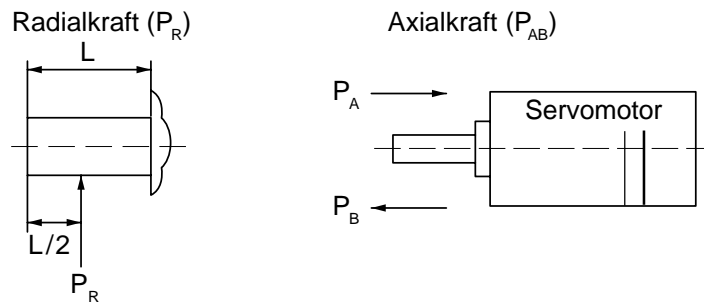 Radialkraft (P_R)
L
L/2
P_R
Axialkraft (P_AB)
P_A
Servomotor
P_B